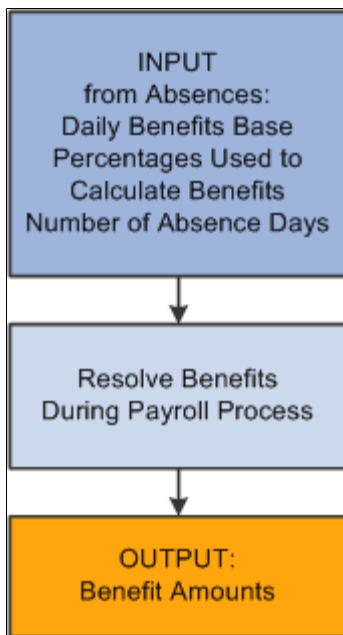 INPUT
from Absences:
Daily Benefits Base
Percentages Used to
Calculate Benefits
Number of Absence Days
Resolve Benefits
During Payroll Process
OUTPUT:
Benefit Amounts